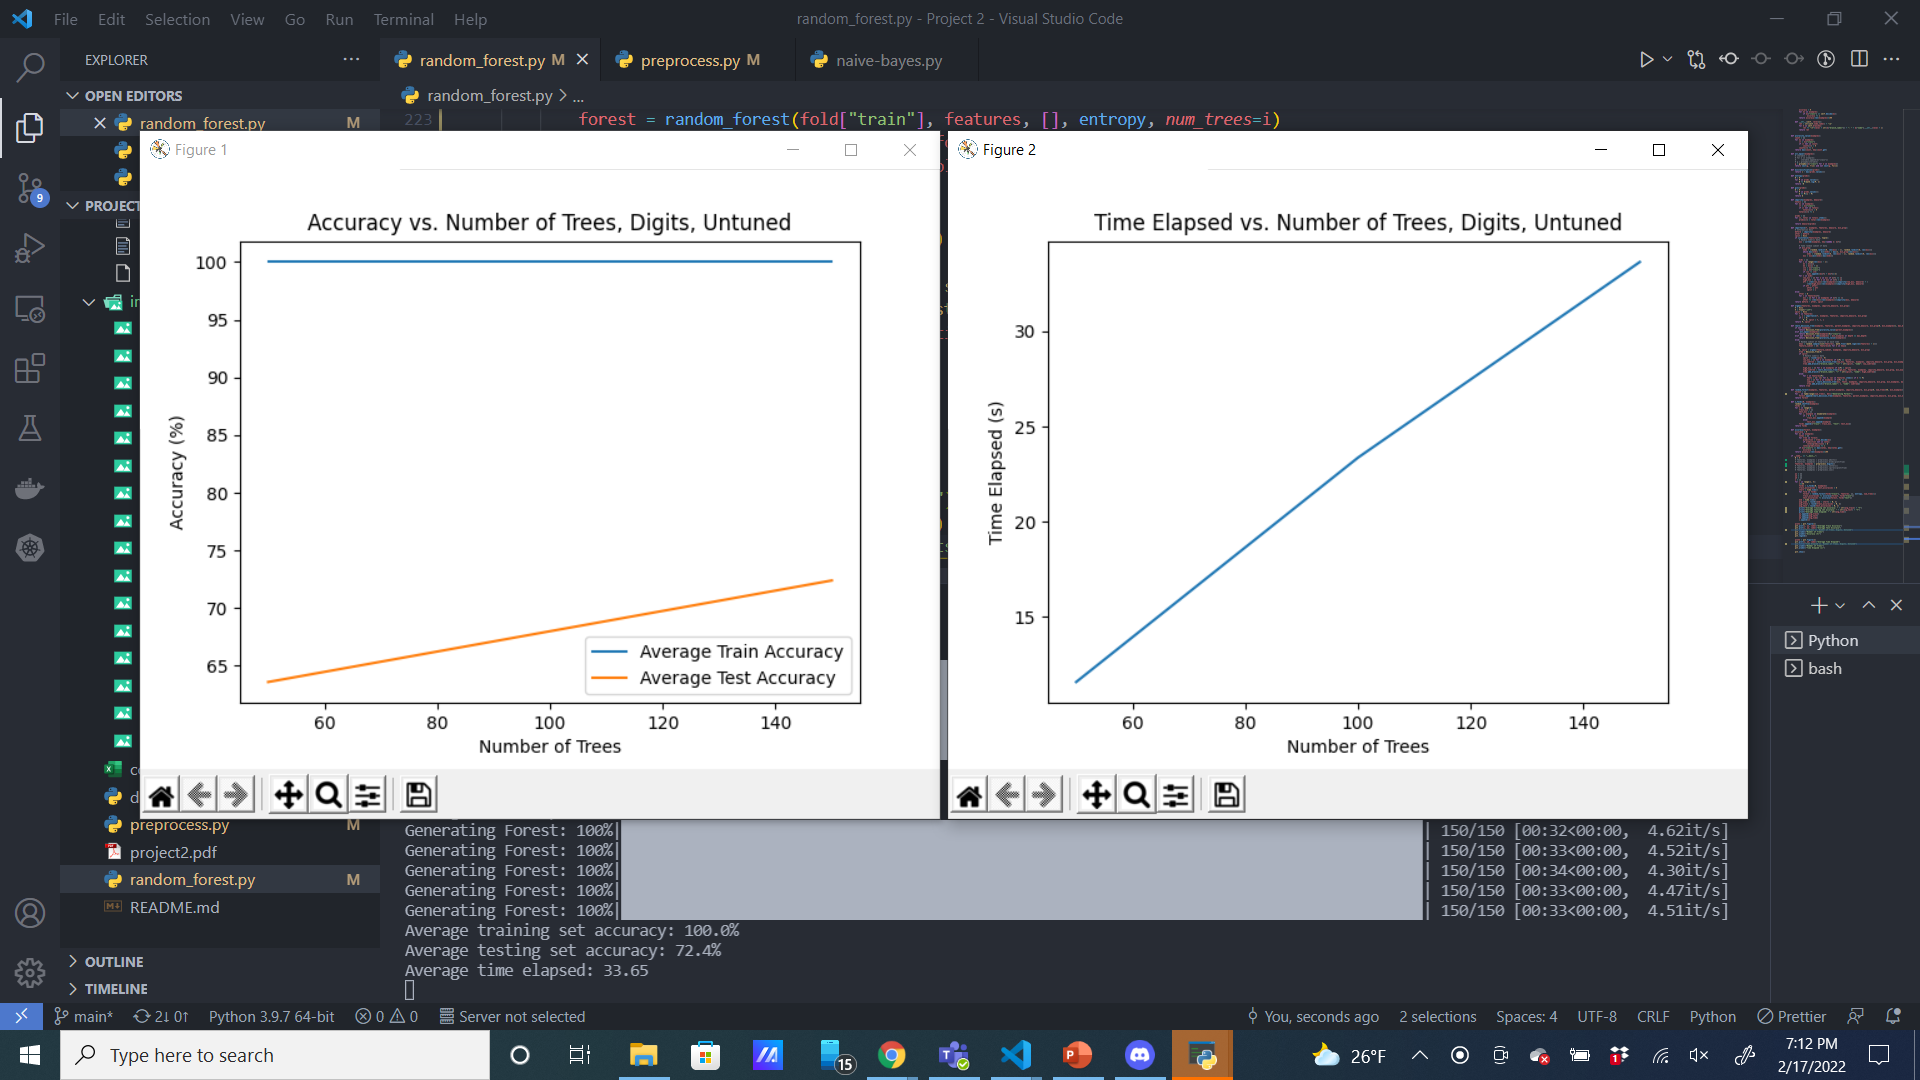 File Edit Selection View Go Run Terminal Help
random_forest.py - Project 2 - Visual Studio Code
EXPLORER
random_forest.py M
preprocess.py M
naive-bayes.py
OPEN EDITORS
random_forest.py M
random_forest.py > ...
223 forest = random_forest(fold["train"], features, [], entropy, num_trees=i)
PROJECT
Figure 1
Accuracy vs. Number of Trees, Digits, Untuned
100
95
90
85
80
75
70
65
Accuracy (%)
Average Train Accuracy
Average Test Accuracy
60 80 100 120 140
Number of Trees
Figure 2
Time Elapsed vs. Number of Trees, Digits, Untuned
30
25
20
15
Time Elapsed (s)
60 80 100 120 140
Number of Trees
Python
bash
preprocess.py M
project2.pdf
random_forest.py M
README.md
OUTLINE
TIMELINE
Generating Forest: 100%| | 150/150 [00:32<00:00, 4.62it/s]
Generating Forest: 100%| | 150/150 [00:33<00:00, 4.52it/s]
Generating Forest: 100%| | 150/150 [00:34<00:00, 4.30it/s]
Generating Forest: 100%| | 150/150 [00:33<00:00, 4.47it/s]
Generating Forest: 100%| | 150/150 [00:33<00:00, 4.51it/s]
Average training set accuracy: 100.0%
Average testing set accuracy: 72.4%
Average time elapsed: 33.65
main* 2↓ 0↑ Python 3.9.7 64-bit 0 0 Server not selected
You, seconds ago 2 selections Spaces: 4 UTF-8 CRLF Python Prettier
Type here to search
15
26°F
7:12 PM
2/17/2022
9